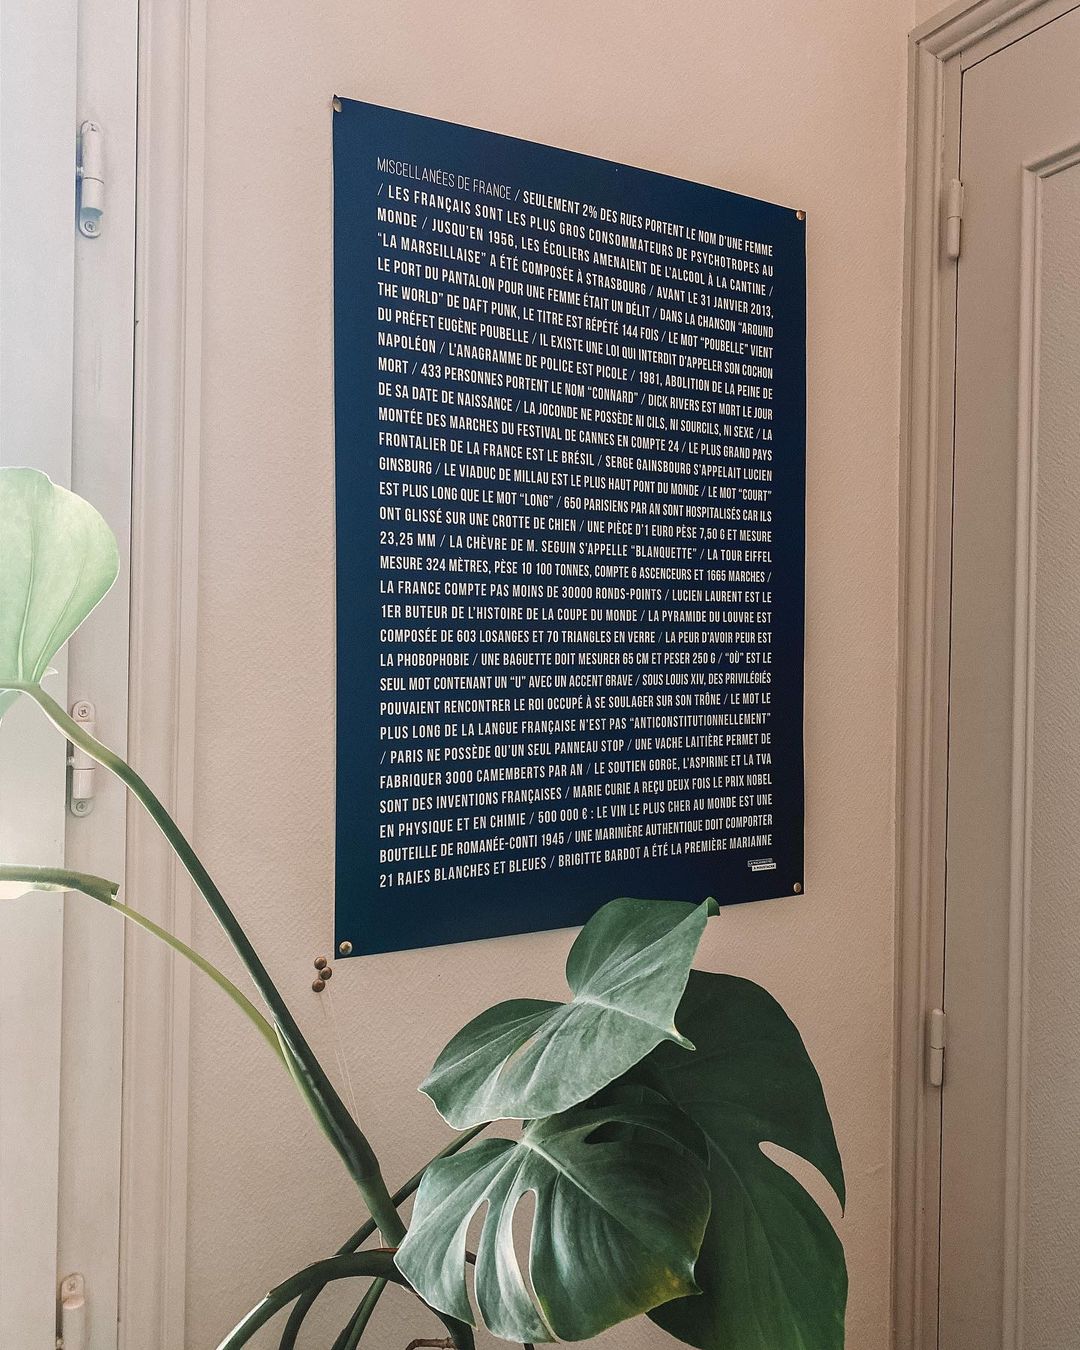 MISCELLANÉES DE FRANCE / SEULEMENT 2% DES RUES PORTENT LE NOM D'UNE FEMME
/ LES FRANÇAIS SONT LES PLUS GROS CONSOMMATEURS DE PSYCHOTROPES AU
MONDE / JUSQU'EN 1956, LES ÉCOLIERS AMENAIENT DE L'ALCOOL À LA CANTINE /
"LA MARSEILLAISE" A ÉTÉ COMPOSÉE À STRASBOURG / AVANT LE 31 JANVIER 2013,
LE PORT DU PANTALON POUR UNE FEMME ÉTAIT UN DÉLIT / DANS LA CHANSON "AROUND
THE WORLD" DE DAFT PUNK, LE TITRE EST RÉPÉTÉ 144 FOIS / LE MOT "POUBELLE" VIENT
DU PRÉFET EUGÈNE POUBELLE / IL EXISTE UNE LOI QUI INTERDIT D'APPELER SON COCHON
NAPOLÉON / L'ANAGRAMME DE POLICE EST PICOLE / 1981, ABOLITION DE LA PEINE DE
MORT / 433 PERSONNES PORTENT LE NOM "CONNARD" / DICK RIVERS EST MORT LE JOUR
DE SA DATE DE NAISSANCE / LA JOCONDE NE POSSÈDE NI CILS, NI SOURCILS, NI SEXE / LA
MONTÉE DES MARCHES DU FESTIVAL DE CANNES EN COMPTE 24 / LE PLUS GRAND PAYS
FRONTALIER DE LA FRANCE EST LE BRÉSIL / SERGE GAINSBOURG S'APPELAIT LUCIEN
GINSBURG / LE VIADUC DE MILLAU EST LE PLUS HAUT PONT DU MONDE / LE MOT "COURT"
EST PLUS LONG QUE LE MOT "LONG" / 650 PARISIENS PAR AN SONT HOSPITALISÉS CAR ILS
ONT GLISSÉ SUR UNE CROTTE DE CHIEN / UNE PIÈCE D'1 EURO PÈSE 7,50 G ET MESURE
23,25 MM / LA CHÈVRE DE M. SEGUIN S'APPELLE "BLANQUETTE" / LA TOUR EIFFEL
MESURE 324 MÈTRES, PÈSE 10 100 TONNES, COMPTE 6 ASCENCEURS ET 1665 MARCHES /
LA FRANCE COMPTE PAS MOINS DE 30000 RONDS-POINTS / LUCIEN LAURENT EST LE
1ER BUTEUR DE L'HISTOIRE DE LA COUPE DU MONDE / LA PYRAMIDE DU LOUVRE EST
COMPOSÉE DE 603 LOSANGES ET 70 TRIANGLES EN VERRE / LA PEUR D'AVOIR PEUR EST
LA PHOBOPHOBIE / UNE BAGUETTE DOIT MESURER 65 CM ET PESER 250 G / "OÙ" EST LE
SEUL MOT CONTENANT UN "U" AVEC UN ACCENT GRAVE / SOUS LOUIS XIV, DES PRIVILÉGIÉS
POUVAIENT RENCONTRER LE ROI OCCUPÉ À SE SOULAGER SUR SON TRÔNE / LE MOT LE
PLUS LONG DE LA LANGUE FRANÇAISE N'EST PAS "ANTICONSTITUTIONNELLEMENT"
/ PARIS NE POSSÈDE QU'UN SEUL PANNEAU STOP / UNE VACHE LAITIÈRE PERMET DE
FABRIQUER 3000 CAMEMBERTS PAR AN / LE SOUTIEN GORGE, L'ASPIRINE ET LA TVA
SONT DES INVENTIONS FRANÇAISES / MARIE CURIE A REÇU DEUX FOIS LE PRIX NOBEL
EN PHYSIQUE ET EN CHIMIE / 500 000 € : LE VIN LE PLUS CHER AU MONDE EST UNE
BOUTEILLE DE ROMANÉE-CONTI 1945 / UNE MARINIÈRE AUTHENTIQUE DOIT COMPORTER
21 RAIES BLANCHES ET BLEUES / BRIGITTE BARDOT A ÉTÉ LA PREMIÈRE MARIANNE